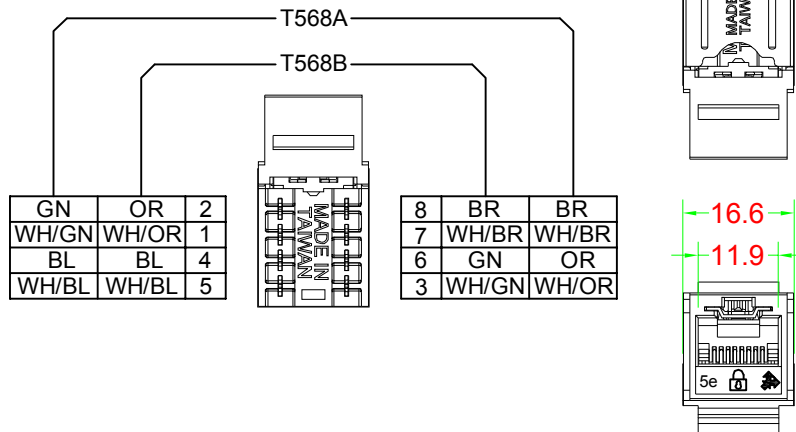 T568A
T568B
MADE IN
TAIWAN
GN OR 2
WH/GN WH/OR 1
BL BL 4
WH/BL WH/BL 5
MADE IN
TAIWAN
8 BR BR
7 WH/BR WH/BR
6 GN OR
3 WH/GN WH/OR
16.6
11.9
5e